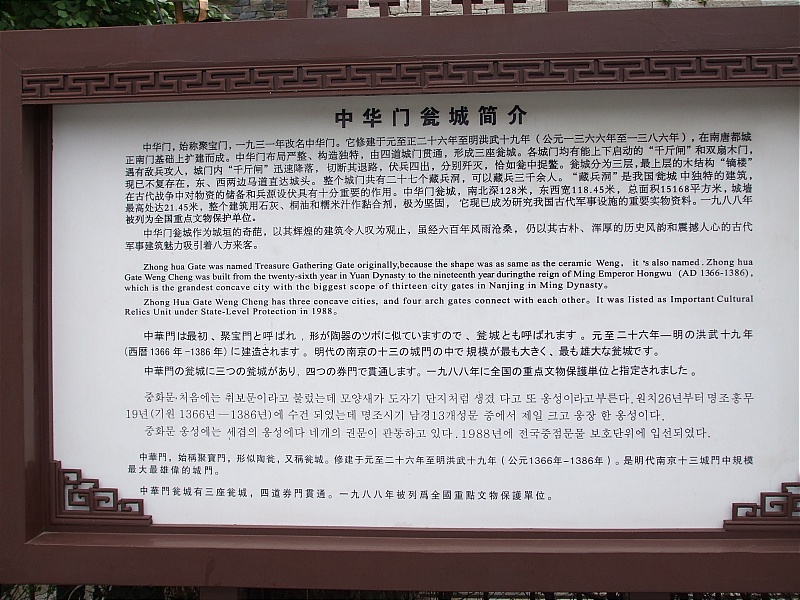 中华门瓮城简介
中华门，始称聚宝门，一九三一年改名中华门。它修建于元至正二十六年至明洪武十九年（公元一三六六年至一三八六年），在南唐都城
正南门基础上扩建而成。中华门布局严整、构造独特，由四道城门贯通，形成三座瓮城。各城门均有能上下启动的“千斤闸”和双扇木门，
遇有敌兵攻入，城门内“千斤闸”迅速降落，切断其退路，伏兵四出，分别歼灭，恰如瓮中捉鳖。瓮城分为三层，最上层的木结构“镝楼”
现已不复存在，东、西两边马道直达城头。整个城门共有二十七个藏兵洞，可以藏兵三千余人。“藏兵洞”是我国瓮城中独特的建筑，
在古代战争中对物资的储备和兵源设伏具有十分重要的作用。中华门瓮城，南北深128米，东西宽118.45米，总面积15168平方米，城墙
最高处达21.45米，整个建筑用石灰、桐油和糯米汁作黏合剂，极为坚固，它现已成为研究我国古代军事设施的重要实物资料。一九八八年
被列为全国重点文物保护单位。
中华门瓮城作为城垣的奇葩，以其辉煌的建筑令人叹为观止，虽经六百年风雨沧桑，仍以其古朴、浑厚的历史风韵和震撼人心的古代
军事建筑魅力吸引着八方来客。
Zhong hua Gate was named Treasure Gathering Gate originally,because the shape was as same as the ceramic Weng, it 's also named . Zhong hua
Gate Weng Cheng was built from the twenty-sixth year in Yuan Dynasty to the nineteenth year duringthe reign of Ming Emperor Hongwu (AD 1366-1386),
which is the grandest concave city with the biggest scope of thirteen city gates in Nanjing in Ming Dynasty.
Zhong Hua Gate Weng Cheng has three concave cities, and four arch gates connect with each other. It was listed as Important Cultural
Relics Unit under State-Level Protection in 1988。
中華門は最初、聚宝門と呼ばれ，形が陶器のツボに似ていますので、瓮城とも呼ばれます。元至二十六年—明の洪武十九年
(西暦1366年-1386年)に建造されます。明代の南京の十三の城門の中で規模が最も大きく、最も雄大な瓮城です。
中華門の瓮城に三つの瓮城があり、四つの券門で貫通します。一九八八年に全国の重点文物保護単位と指定されました。
중화문·처음에는 취보문이라고 불렀는데 모양새가 도자기 단지처럼 생겼 다고 또 옹성이라고부른다. 원치26년부터 명조홍무
19년(기원 1366년—1386년)에 수건 되었는데 명조시기 남경13개성문 중에서 제일 크고 웅장 한 옹성이다.
중화문 옹성에는 세겹의 옹성에다 네개의 권문이 관통하고 있다. 1988년에 전국중점문물 보호단위에 입선되었다.
中華門，始稱聚寶門，形似陶瓮，又稱瓮城。修建于元至二十六年至明洪武十九年（公元1366年-1386年）。是明代南京十三城門中規模
最大最雄偉的城門。
中華門瓮城有三座瓮城，四道券門貫通。一九八八年被列爲全國重點文物保護單位。